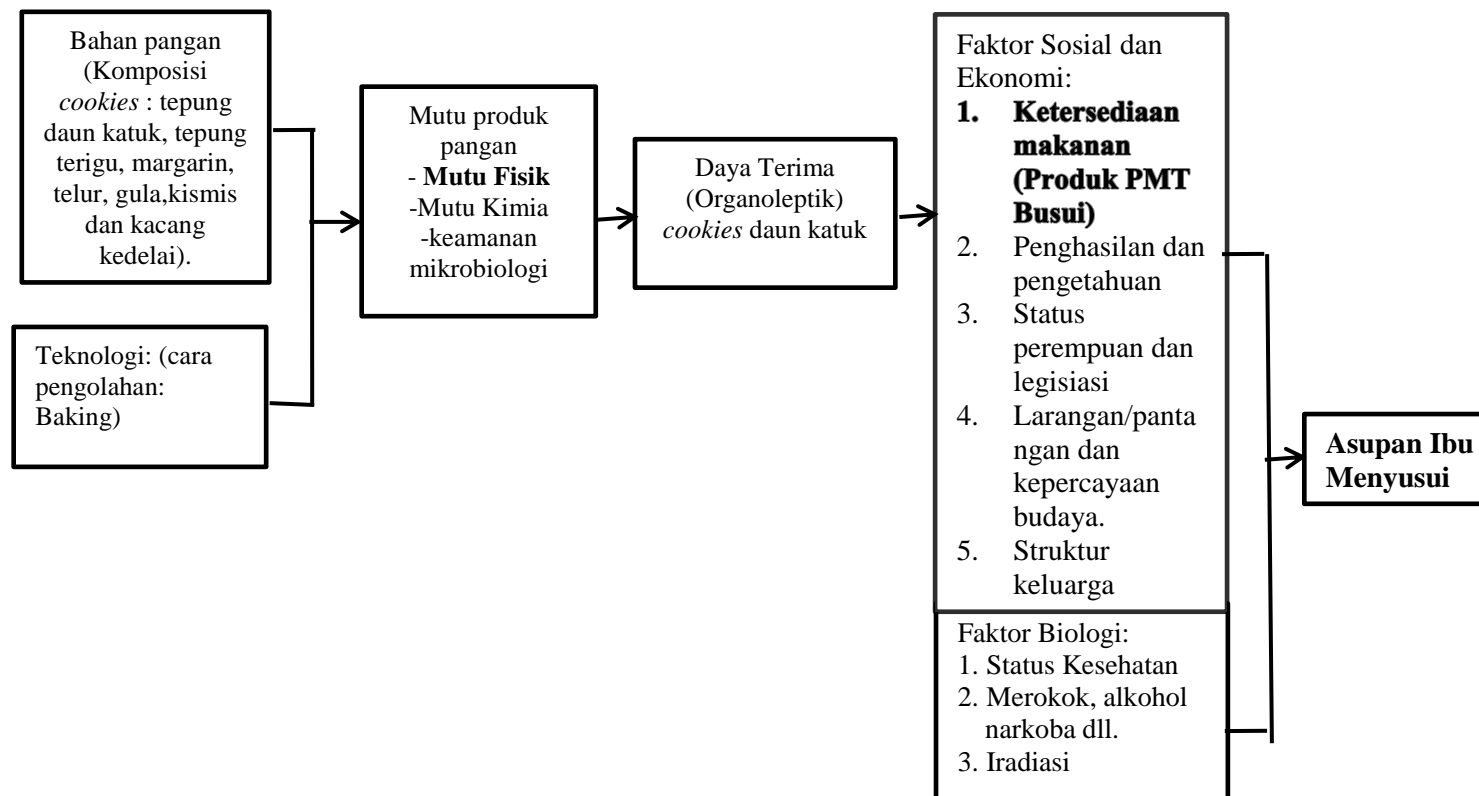 Bahan pangan
(Komposisi
cookies : tepung
daun katuk, tepung
terigu, margarin,
telur, gula,kismis
dan kacang
kedelai).
Teknologi: (cara
pengolahan:
Baking)
Mutu produk
pangan
- Mutu Fisik
-Mutu Kimia
-keamanan
mikrobiologi
Daya Terima
(Organoleptik)
cookies daun katuk
Faktor Sosial dan
Ekonomi:
1. Ketersediaan
makanan
(Produk PMT
Busui)
2. Penghasilan dan
pengetahuan
3. Status
perempuan dan
legisiasi
4. Larangan/panta
ngan dan
kepercayaan
budaya.
5. Struktur
keluarga
Faktor Biologi:
1. Status Kesehatan
2. Merokok, alkohol
narkoba dll.
3. Iradiasi
Asupan Ibu
Menyusui